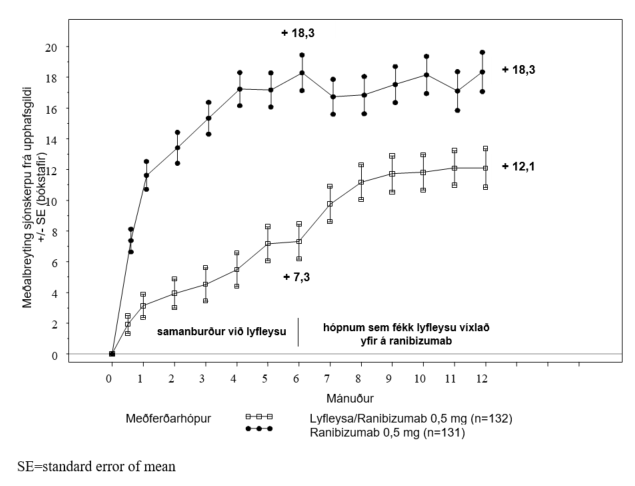 Meðalbreyting sjónskerpu frá upphafsgildi
+/- SE (bókstafir)
20
18
16
14
12
10
8
6
4
2
0
+ 18,3
+ 18,3
+ 12,1
+ 7,3
samanburður við lyfleysu
hópnum sem fékk lyfleysu víxlað
yfir á ranibizumab
0 1 2 3 4 5 6 7 8 9 10 11 12
Mánuður
Meðferðarhópur
Lyfleysa/Ranibizumab 0,5 mg (n=132)
Ranibizumab 0,5 mg (n=131)
SE=standard error of mean